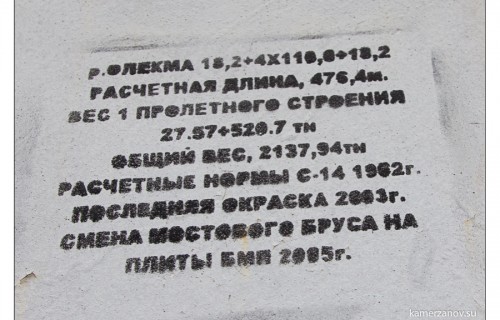 р.ОЛЕКМА 18,2+4Х110,0+18,2
РАСЧЕТНАЯ ДЛИНА, 476,4м.
ВЕС 1 ПРОЛЕТНОГО СТРОЕНИЯ
27.57+520.7 тн
ОБЩИЙ ВЕС, 2137,94тн
РАСЧЕТНЫЕ НОРМЫ С-14 1962г.
ПОСЛЕДНЯЯ ОКРАСКА 2003г.
СМЕНА МОСТОВОГО БРУСА НА
ПЛИТЫ БМП 2005г.
kamerzanov.su